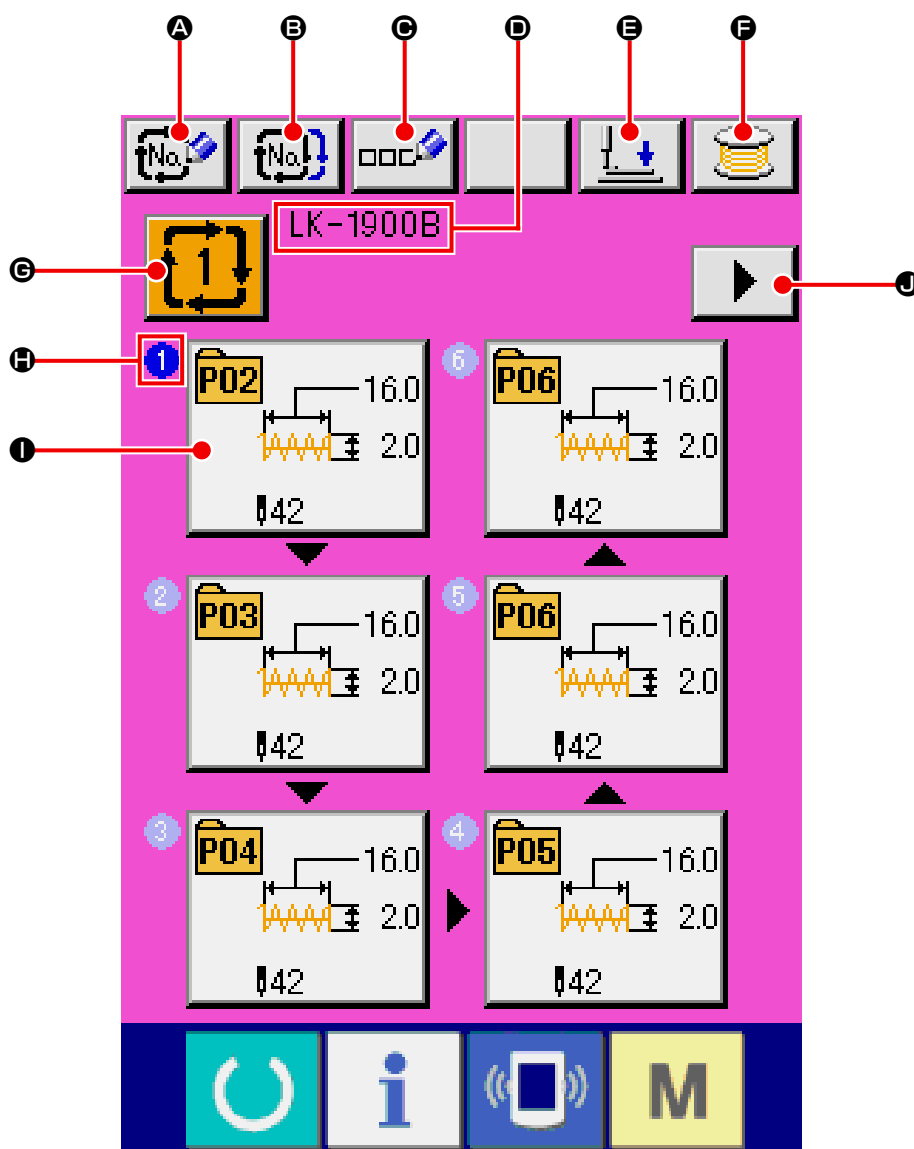 A B C D E F
No. No.
LK-1900B
G 1 J
H 1 P02 16.0 6 P06 16.0
I 2.0 2.0
42 42
2 P03 16.0 5 P06 16.0
2.0 2.0
42 42
3 P04 16.0 4 P05 16.0
2.0 2.0
42 42
i M